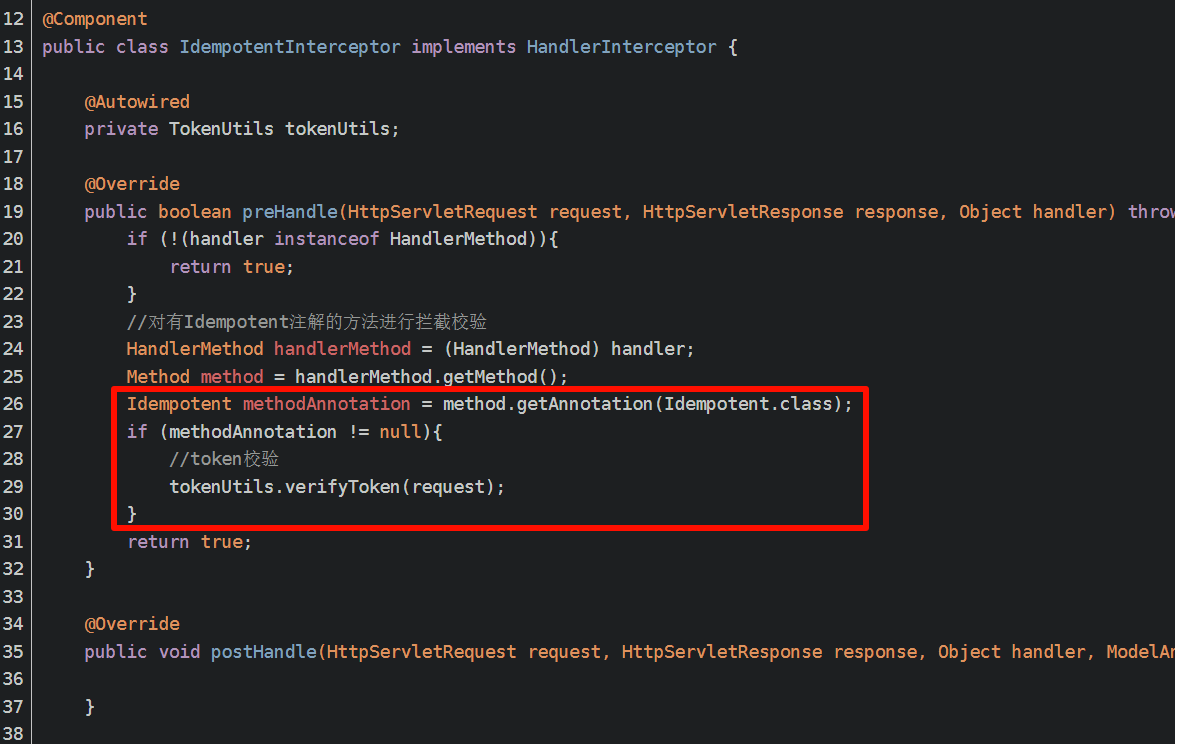 12 @Component
13 public class IdempotentInterceptor implements HandlerInterceptor {
14
15     @Autowired
16     private TokenUtils tokenUtils;
17
18     @Override
19     public boolean preHandle(HttpServletRequest request, HttpServletResponse response, Object handler) throw
20         if (!(handler instanceof HandlerMethod)){
21             return true;
22         }
23         //对有Idempotent注解的方法进行拦截校验
24         HandlerMethod handlerMethod = (HandlerMethod) handler;
25         Method method = handlerMethod.getMethod();
26         Idempotent methodAnnotation = method.getAnnotation(Idempotent.class);
27         if (methodAnnotation != null){
28             //token校验
29             tokenUtils.verifyToken(request);
30         }
31         return true;
32     }
33
34     @Override
35     public void postHandle(HttpServletRequest request, HttpServletResponse response, Object handler, ModelAn
36
37     }
38